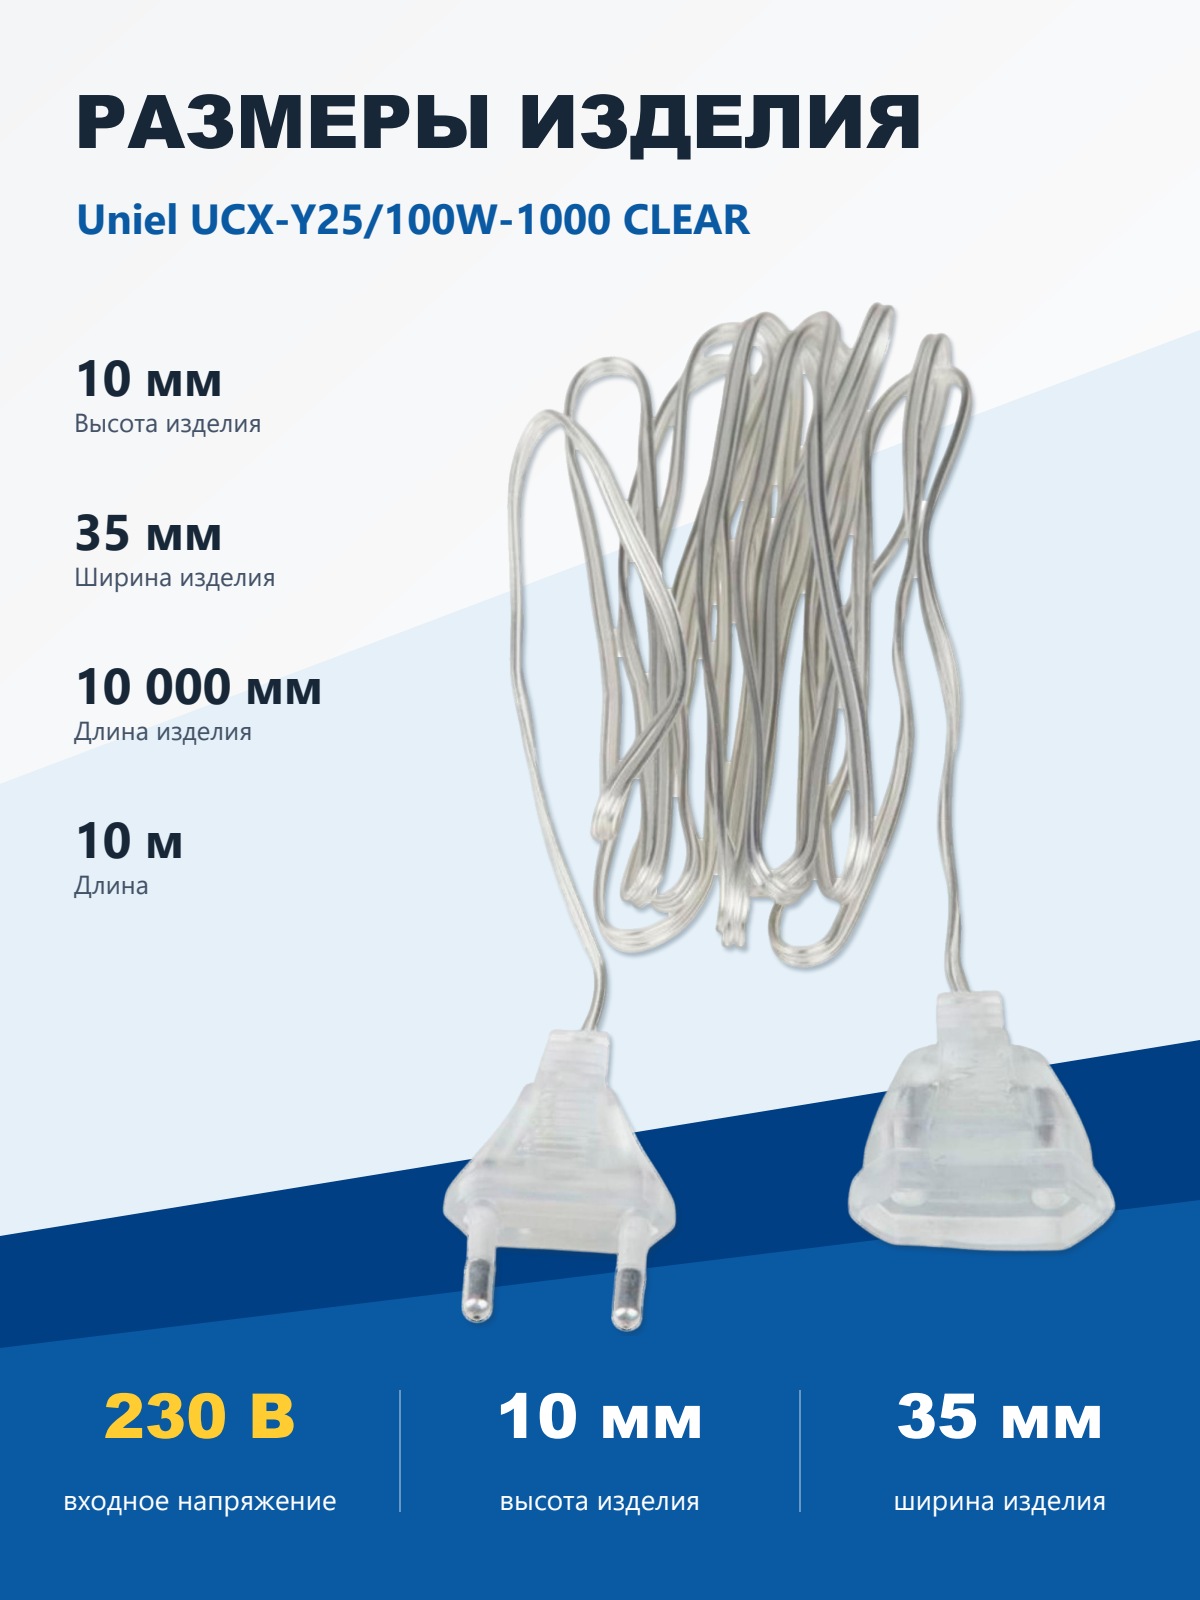 РАЗМЕРЫ ИЗДЕЛИЯ
Uniel UCX-Y25/100W-1000 CLEAR
10 мм
Высота изделия
35 мм
Ширина изделия
10 000 мм
Длина изделия
10 м
Длина
230 В
входное напряжение
10 мм
высота изделия
35 мм
ширина изделия